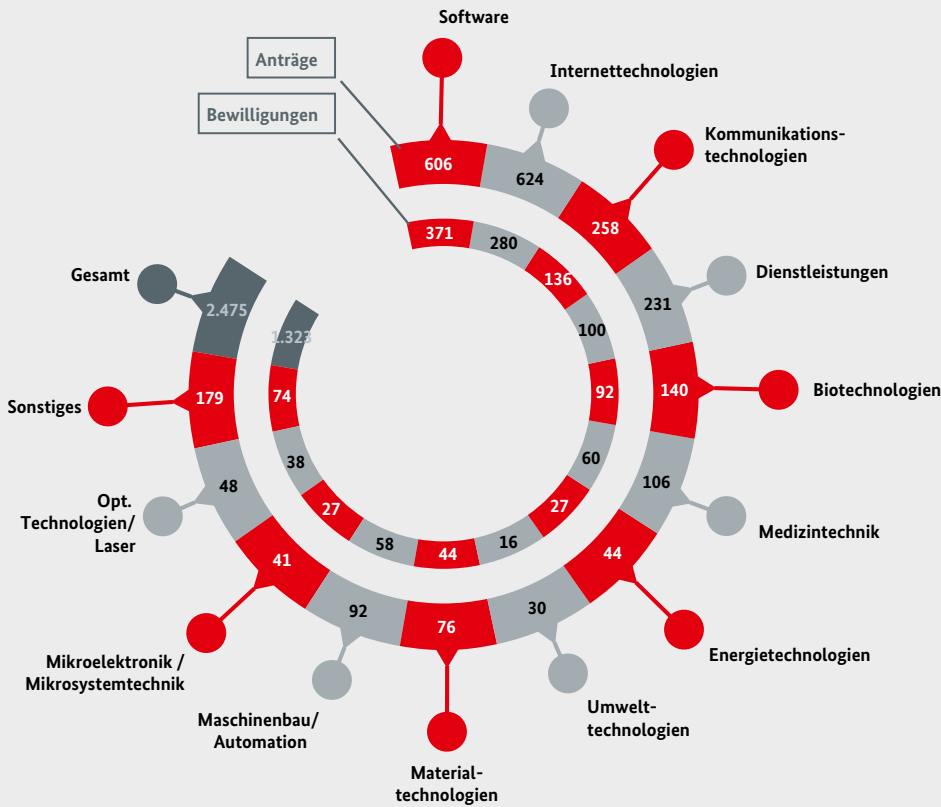 Software
Anträge
Internettechnologien
Bewilligungen
Kommunikations-
technologien
606
624
258
371
280
136
Gesamt
Dienstleistungen
2.475
231
1.323
100
179
74
92
140
Biotechnologien
Sonstiges
38
60
48
106
Opt.
Technologien/
Laser
27
27
58
44
16
Medizintechnik
41
44
92
76
30
Energietechnologien
Mikroelektronik /
Mikrosystemtechnik
Maschinenbau/
Automation
Umwelt-
technologien
Material-
technologien